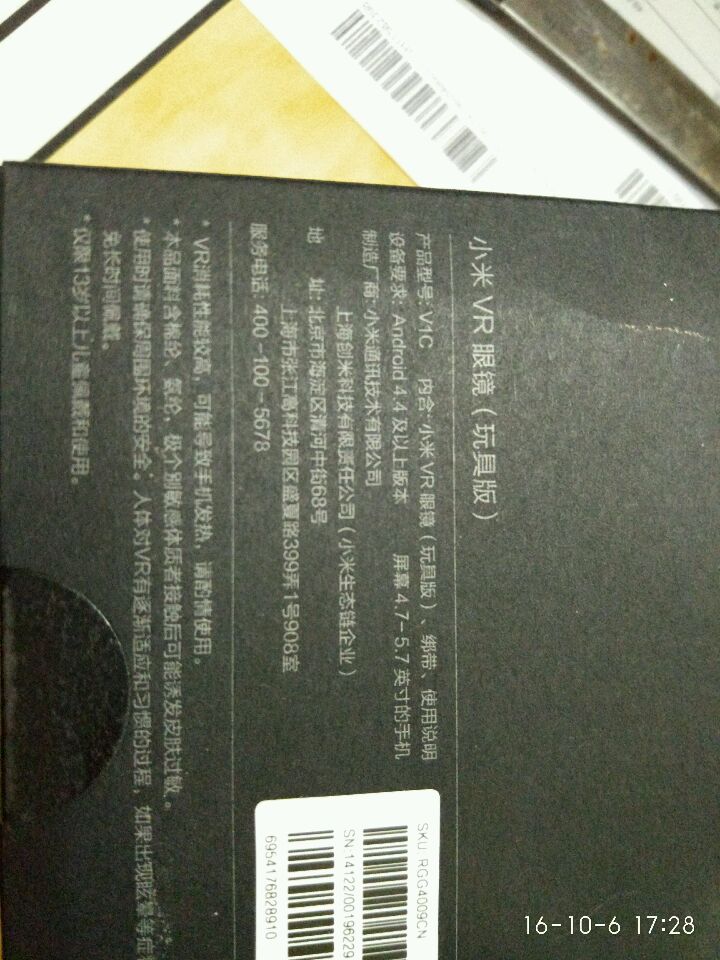 小米 VR 眼镜（玩具版）
产品型号: V1C 内含: 小米 VR 眼镜（玩具版）、绑带、使用说明
设备要求: Android 4.4 及以上版本 屏幕 4.7-5.7 英寸的手机
制造厂商: 小米通讯技术有限公司
上海创米科技有限责任公司（小米生态链企业）
地 址: 北京市海淀区清河中街68号
上海市张江高科技园区盛夏路399弄1号908室
服务电话: 400-100-5678
* VR消耗性能较高，可能导致手机发热，请酌情使用。
* 本品面料含棉纶、氨纶，极个别敏感体质者接触后可能诱发皮肤过敏。
* 使用时请确保周围环境的安全。人体对VR有逐渐适应和习惯的过程，如果出现眩晕等症
免长时间佩戴。
* 仅限13岁以上儿童佩戴和使用。
SKU: RGG4009CN
SN:14122/00196229
6954176828910
16-10-6 17:28